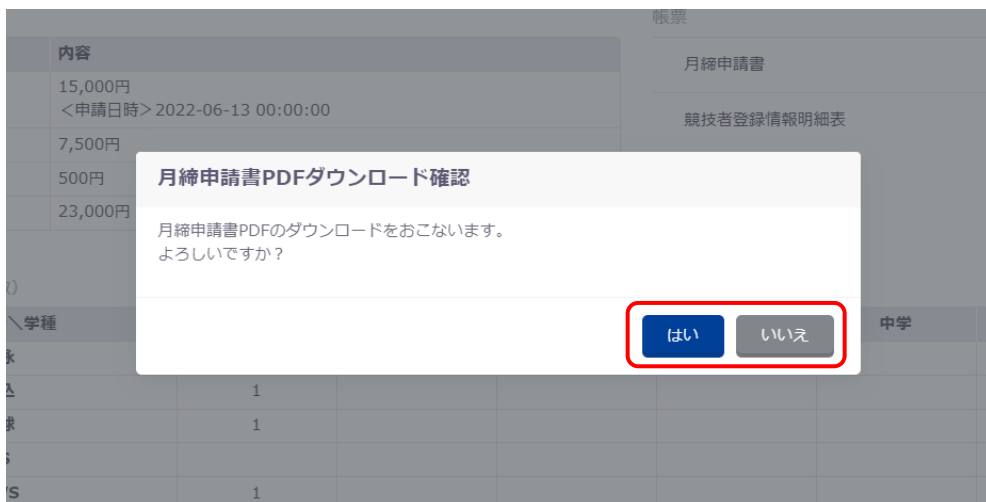 帳票
内容
月締申請書
15,000円
<申請日時>2022-06-13 00:00:00
競技者登録情報明細表
7,500円
500円
23,000円
月締申請書PDFダウンロード確認
月締申請書PDFのダウンロードをおこないます。
よろしいですか?
はい
いいえ
＼学種
中学
1
1
1